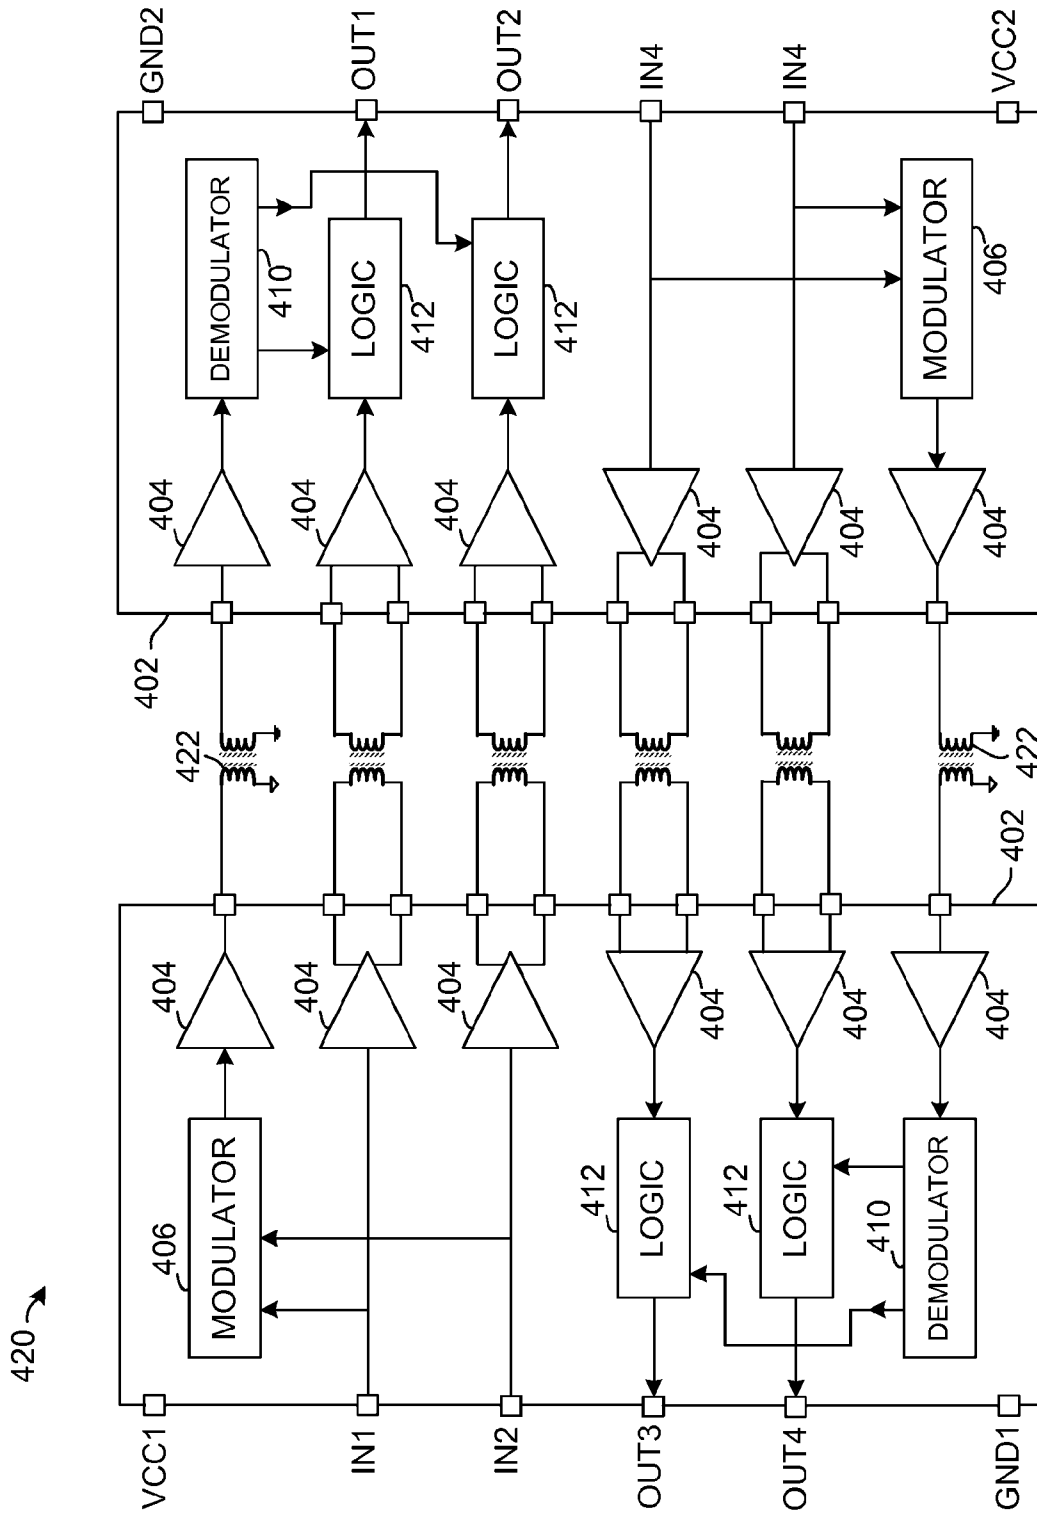 420
VCC1
IN1
IN2
OUT3
OUT4
GND1
406
MODULATOR
404
404
404
412
LOGIC
404
412
LOGIC
404
410
DEMODULATOR
404
402
422
422
402
404
DEMODULATOR
410
404
LOGIC
412
404
LOGIC
412
404
404
404
MODULATOR
406
GND2
OUT1
OUT2
IN4
IN4
VCC2